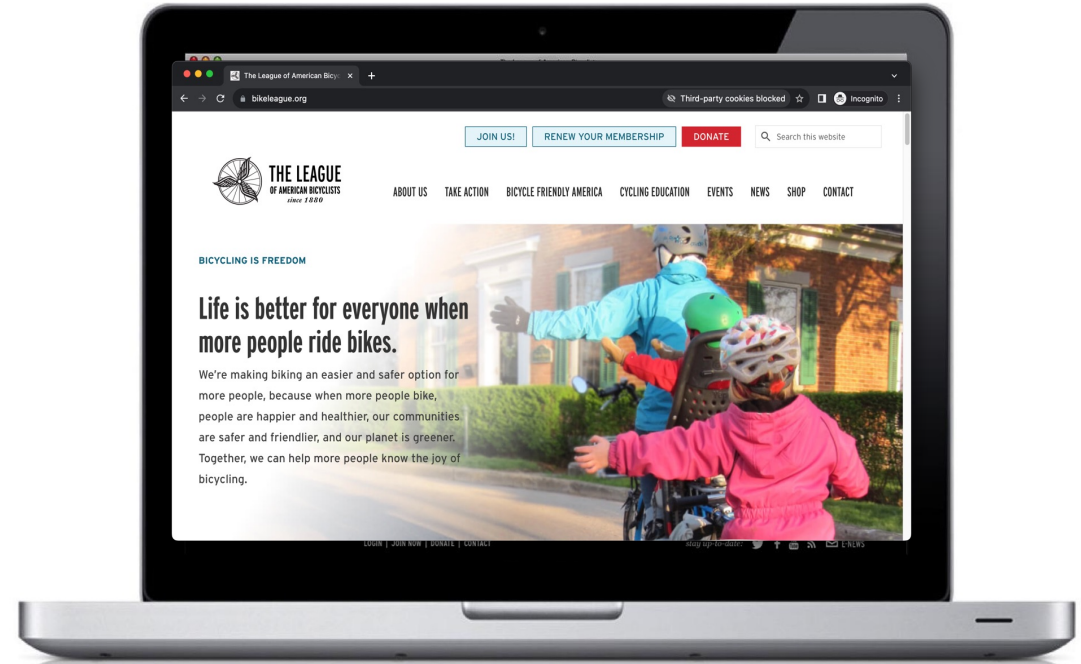 The League of American Bicyc
bikeleague.org
Third-party cookies blocked
Incognito
JOIN US!
RENEW YOUR MEMBERSHIP
DONATE
Search this website
THE LEAGUE
OF AMERICAN BICYCLISTS
since 1880
ABOUT US TAKE ACTION BICYCLE FRIENDLY AMERICA CYCLING EDUCATION EVENTS NEWS SHOP CONTACT
BICYCLING IS FREEDOM
Life is better for everyone when
more people ride bikes.
We're making biking an easier and safer option for
more people, because when more people bike,
people are happier and healthier, our communities
are safer and friendlier, and our planet is greener.
Together, we can help more people know the joy of
bicycling.
LOGIN | JOIN NOW | DONATE | CONTACT
stay up-to-date:
E-NEWS